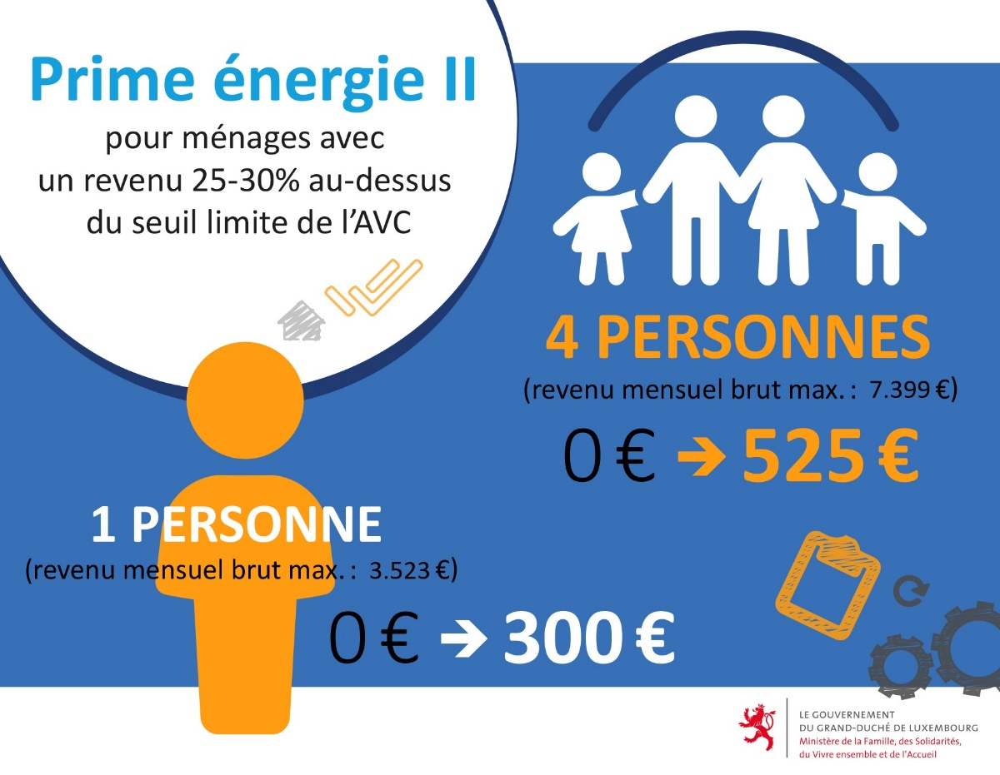 Prime énergie II
pour ménages avec
un revenu 25-30% au-dessus
du seuil limite de l’AVC
4 PERSONNES
(revenu mensuel brut max. : 7.399 €)
0 € ➔ 525 €
1 PERSONNE
(revenu mensuel brut max. : 3.523 €)
0 € ➔ 300 €
LE GOUVERNEMENT
DU GRAND-DUCHÉ DE LUXEMBOURG
Ministère de la Famille, des Solidarités,
du Vivre ensemble et de l’Accueil